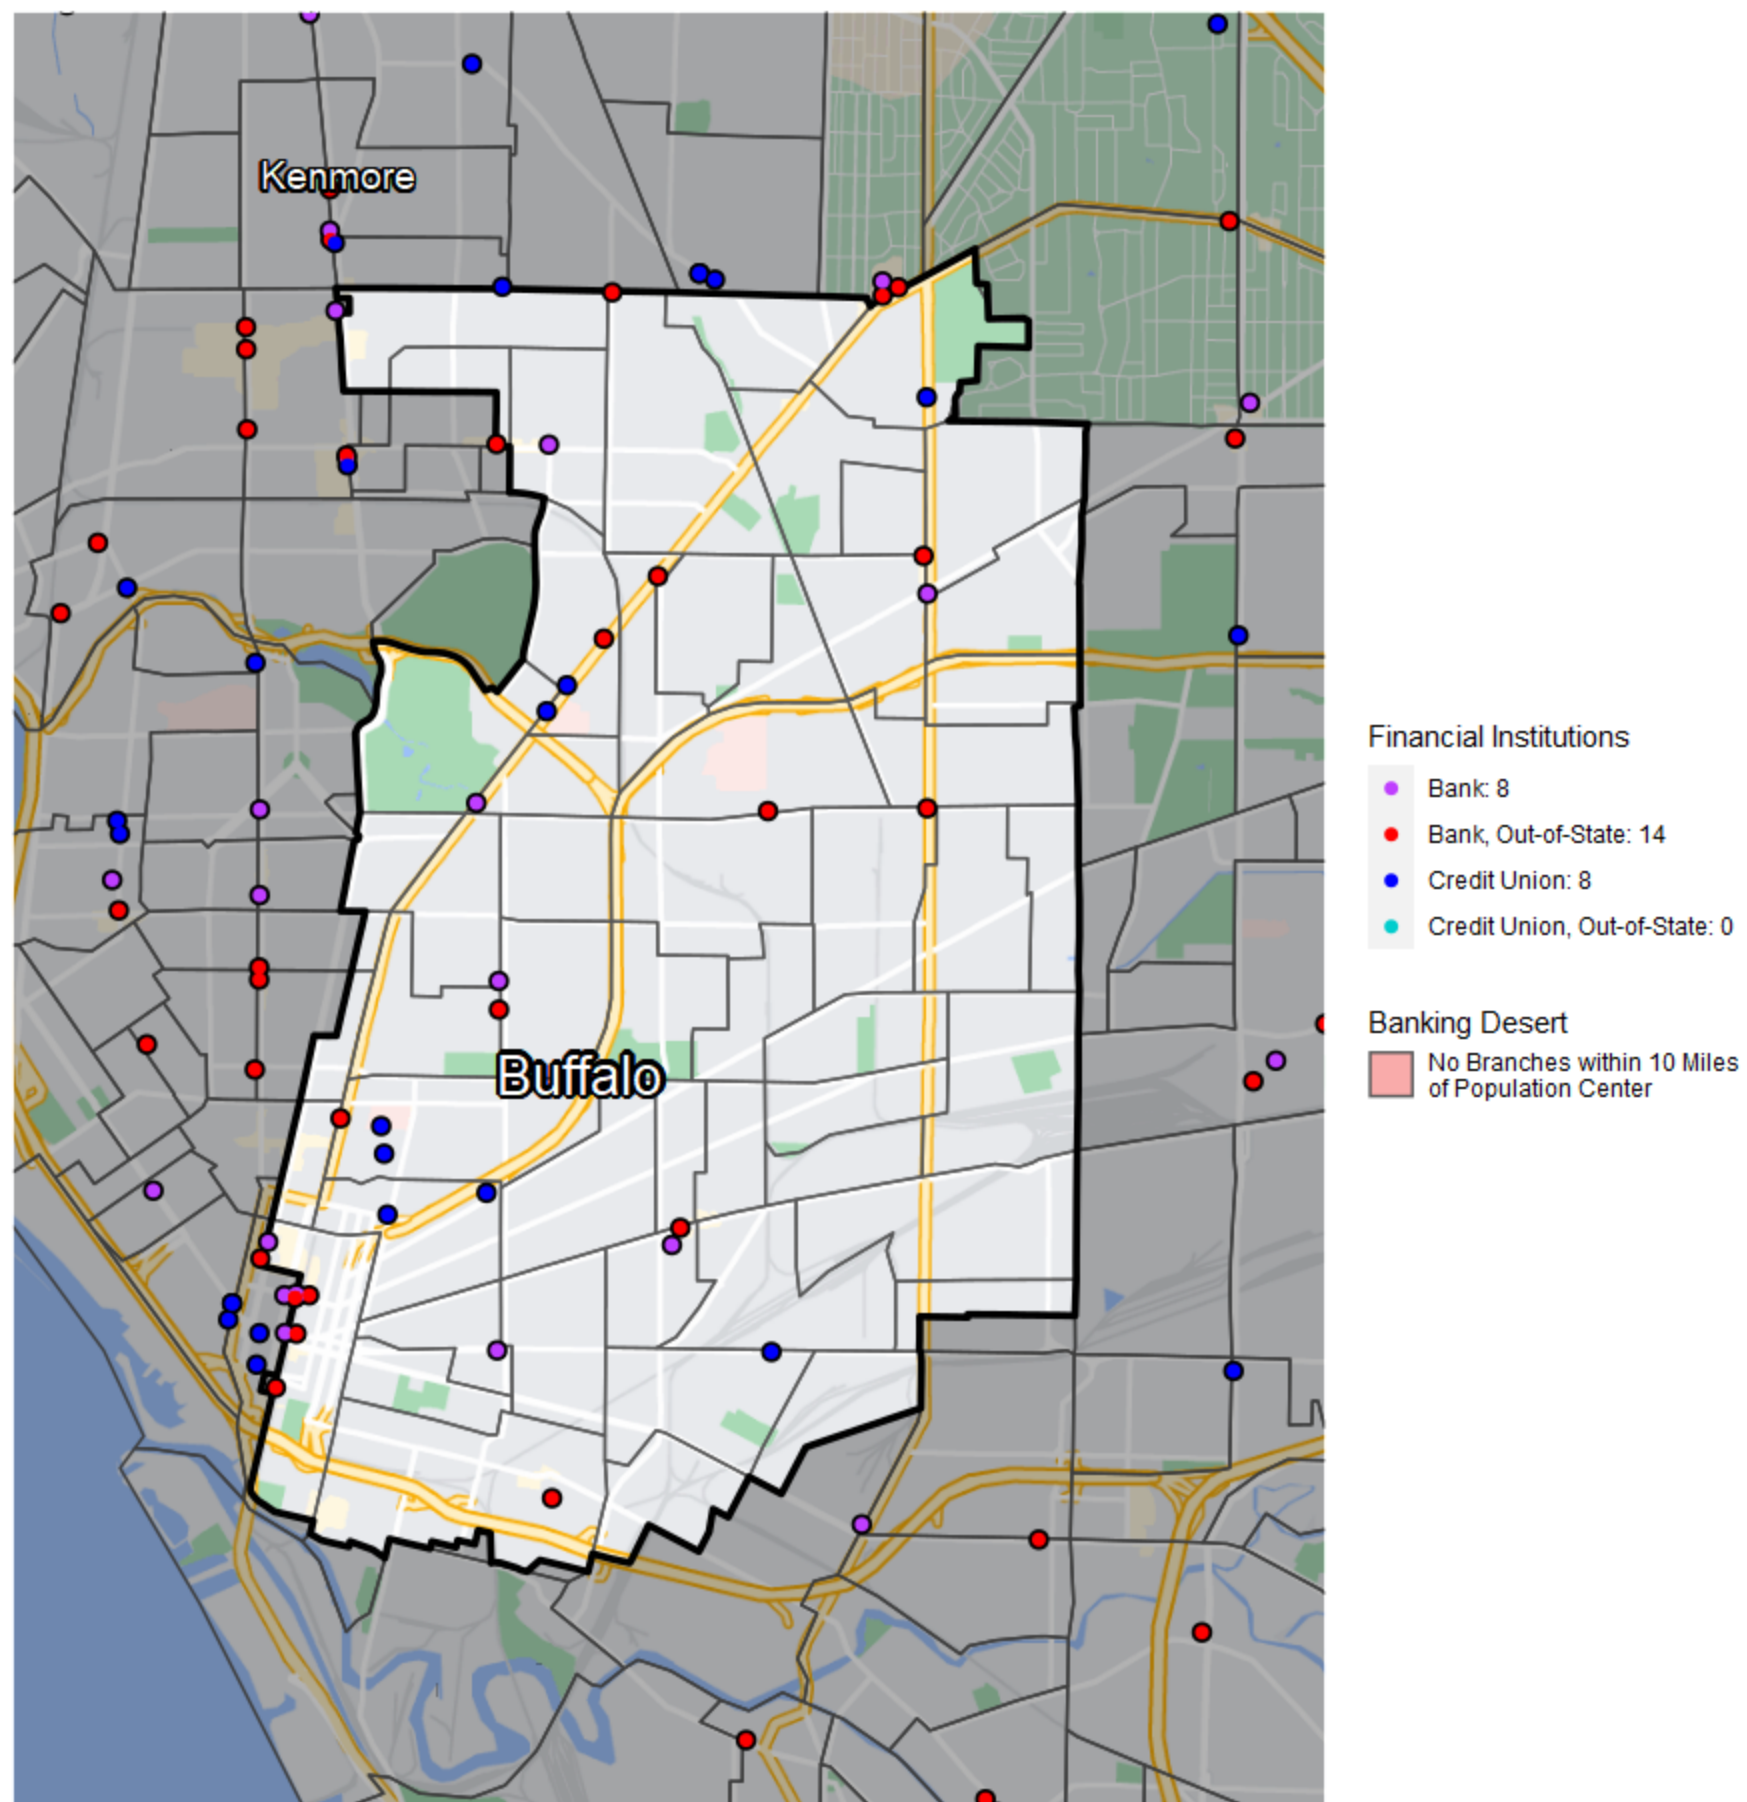 Kenmore
Buffalo
Financial Institutions
Bank: 8
Bank, Out-of-State: 14
Credit Union: 8
Credit Union, Out-of-State: 0
Banking Desert
No Branches within 10 Miles
of Population Center